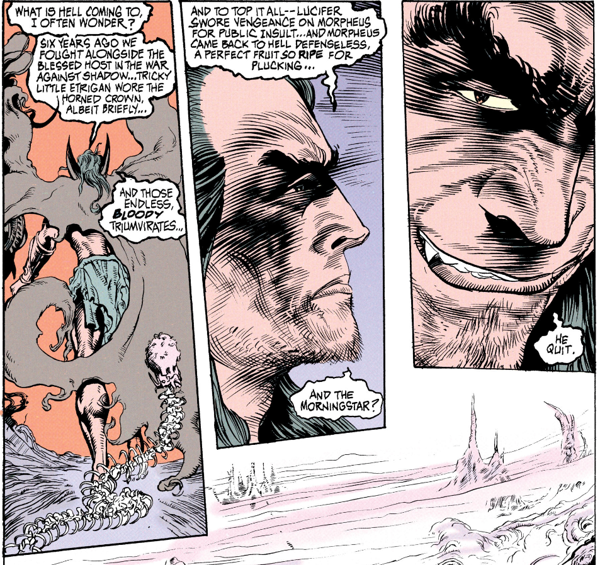 WHAT IS HELL COMING TO,
I OFTEN WONDER?
SIX YEARS AGO WE
FOUGHT ALONGSIDE THE
BLESSED HOST IN THE WAR
AGAINST SHADOW...TRICKY
LITTLE ETRIGAN WORE THE
HORNED CROWN,
ALBEIT BRIEFLY...
AND THOSE
ENDLESS,
BLOODY
TRIUMVIRATES...
AND TO TOP IT ALL--LUCIFER
SWORE VENGEANCE ON MORPHEUS
FOR PUBLIC INSULT...AND MORPHEUS
CAME BACK TO HELL DEFENSELESS,
A PERFECT FRUIT SO RIPE FOR
PLUCKING...
AND THE
MORNINGSTAR?
HE
QUIT.